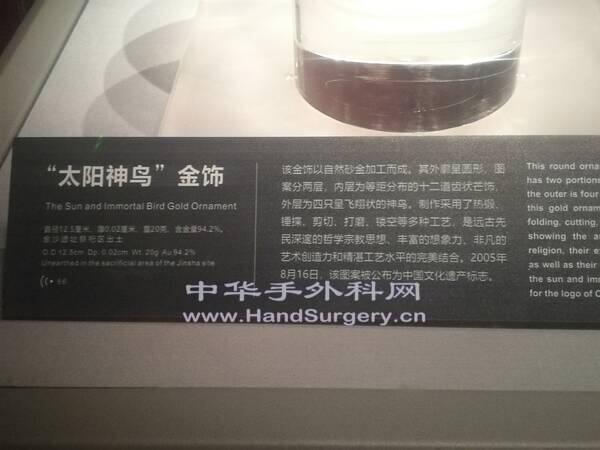 “太阳神鸟”金饰
The Sun and Immortal Bird Gold Ornament
直径12.5厘米，厚0.02厘米，重20克，含金量94.2%。
金沙遗址祭祀区出土
O.D 12.5cm Dp. 0.02cm Wt. 20g Au 94.2%
Unearthed in the sacrificial area of the Jinsha site
66
该金饰以自然砂金加工而成。其外廓呈圆形，图
案分两层，内层为等距分布的十二道齿状芒饰，
外层为四只呈飞翔状的神鸟。制作采用了热锻、
锤揲、剪切、打磨、镂空等多种工艺，是远古先
民深邃的哲学宗教思想、丰富的想象力、非凡的
艺术创造力和精湛工艺水平的完美结合。2005年
8月16日，该图案被公布为中国文化遗产标志。
This round orna
has two portions
the outer is four
this gold ornam
folding, cutting,
showing the a
religion, their ex
as well as their
the sun and imm
for the logo of C
中华手外科网
www.HandSurgery.cn